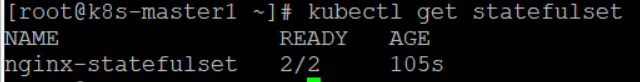 [root@k8s-master1 ~]# kubectl get statefulset
NAME READY AGE
nginx-statefulset 2/2 105s